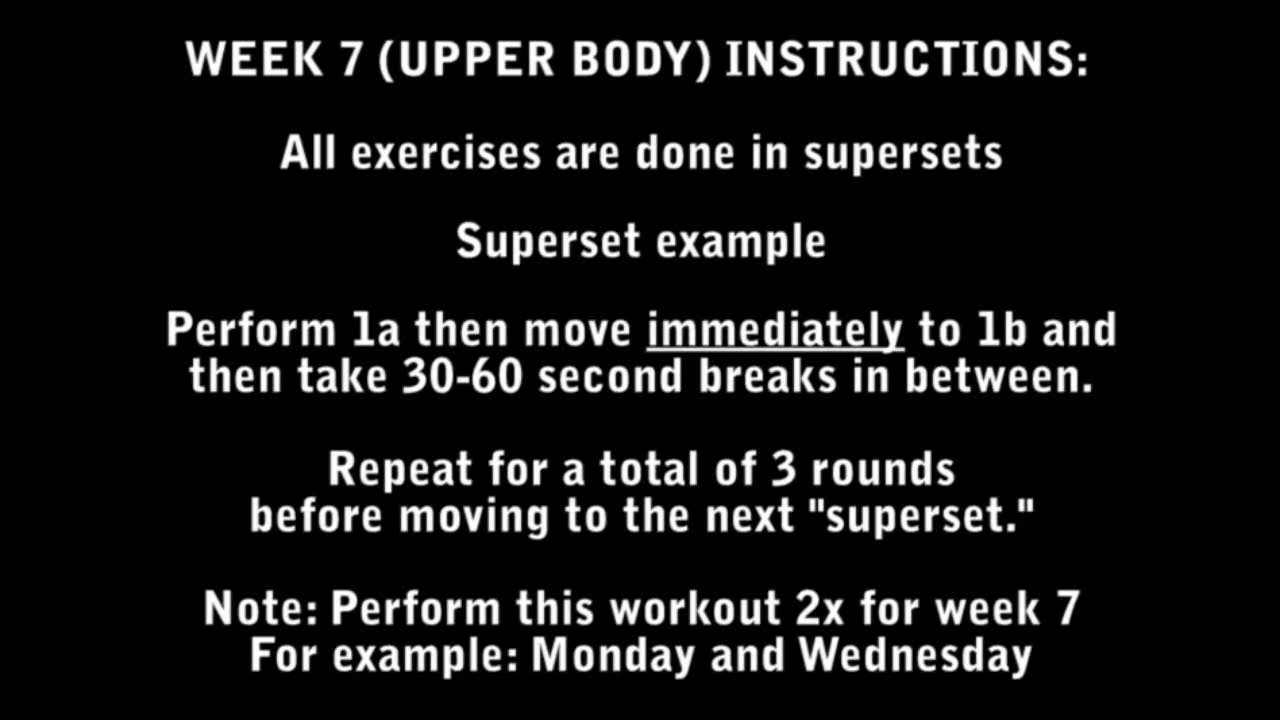 WEEK 7 (UPPER BODY) INSTRUCTIONS:
All exercises are done in supersets
Superset example
Perform 1a then move immediately to 1b and
then take 30-60 second breaks in between.
Repeat for a total of 3 rounds
before moving to the next "superset."
Note: Perform this workout 2x for week 7
For example: Monday and Wednesday